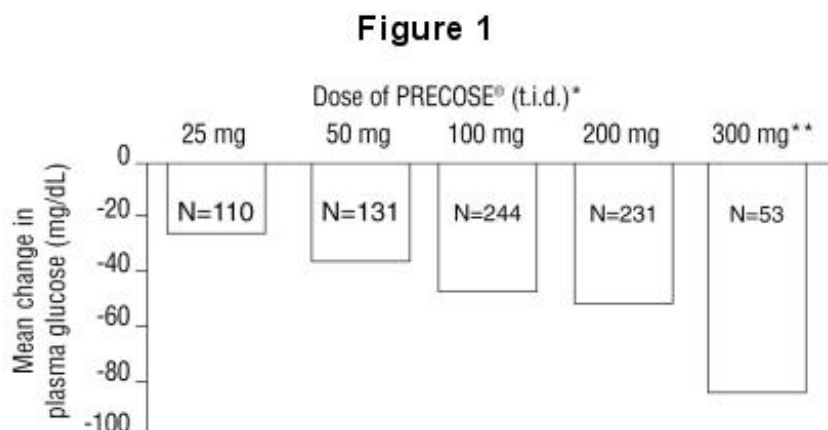 Figure 1
Dose of PRECOSE® (t.i.d.)*
25 mg 50 mg 100 mg 200 mg 300 mg**
0
-20
-40
-60
-80
-100
Mean change in
plasma glucose (mg/dL)
N=110 N=131 N=244 N=231 N=53